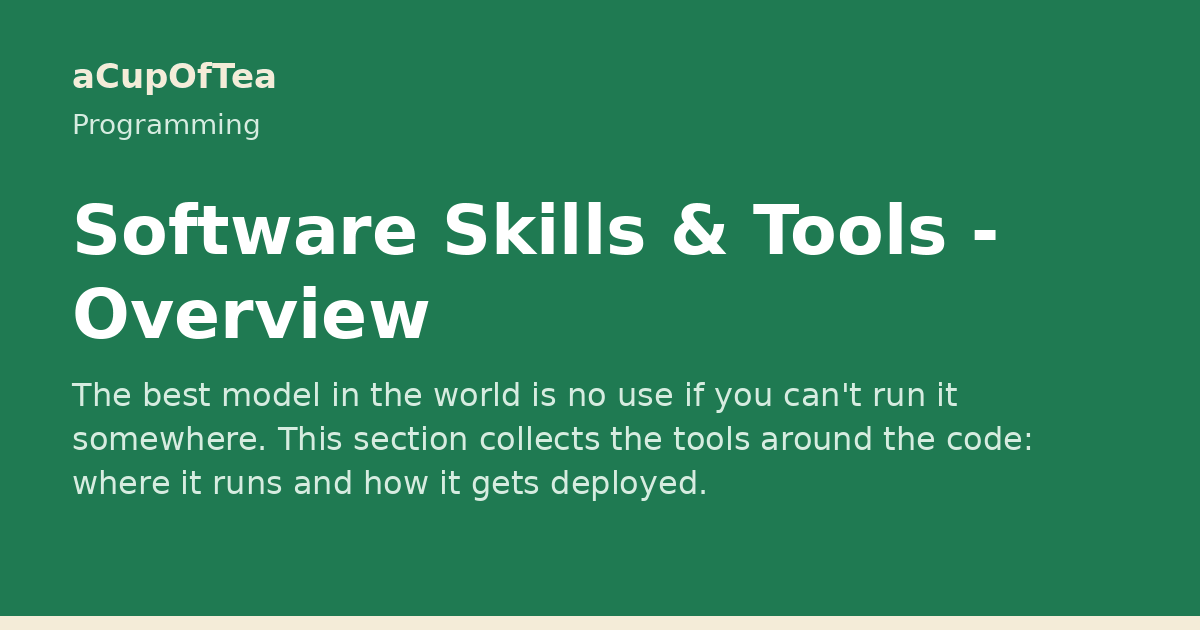 aCupOfTea
Programming
Software Skills & Tools -
Overview
The best model in the world is no use if you can't run it
somewhere. This section collects the tools around the code:
where it runs and how it gets deployed.